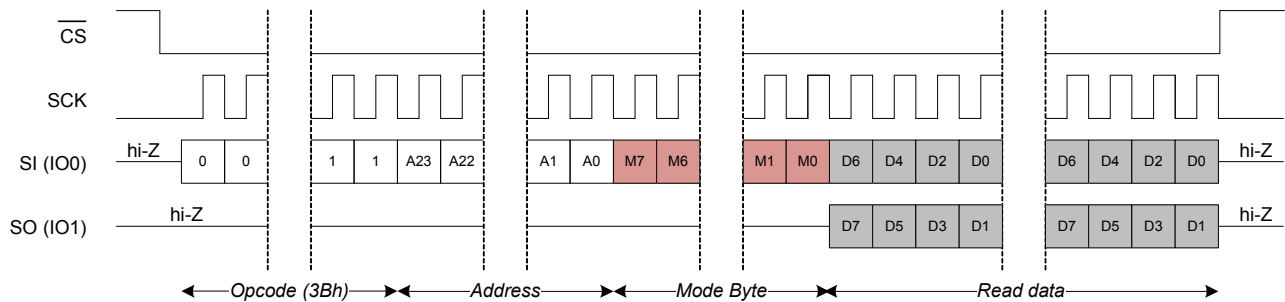 CS
SCK
SI (IO0) hi-Z 0 0 1 1 A23 A22 A1 A0 M7 M6 M1 M0 D6 D4 D2 D0 D6 D4 D2 D0 hi-Z
SO (IO1) hi-Z D7 D5 D3 D1 D7 D5 D3 D1 hi-Z
Opcode (3Bh) Address Mode Byte Read data